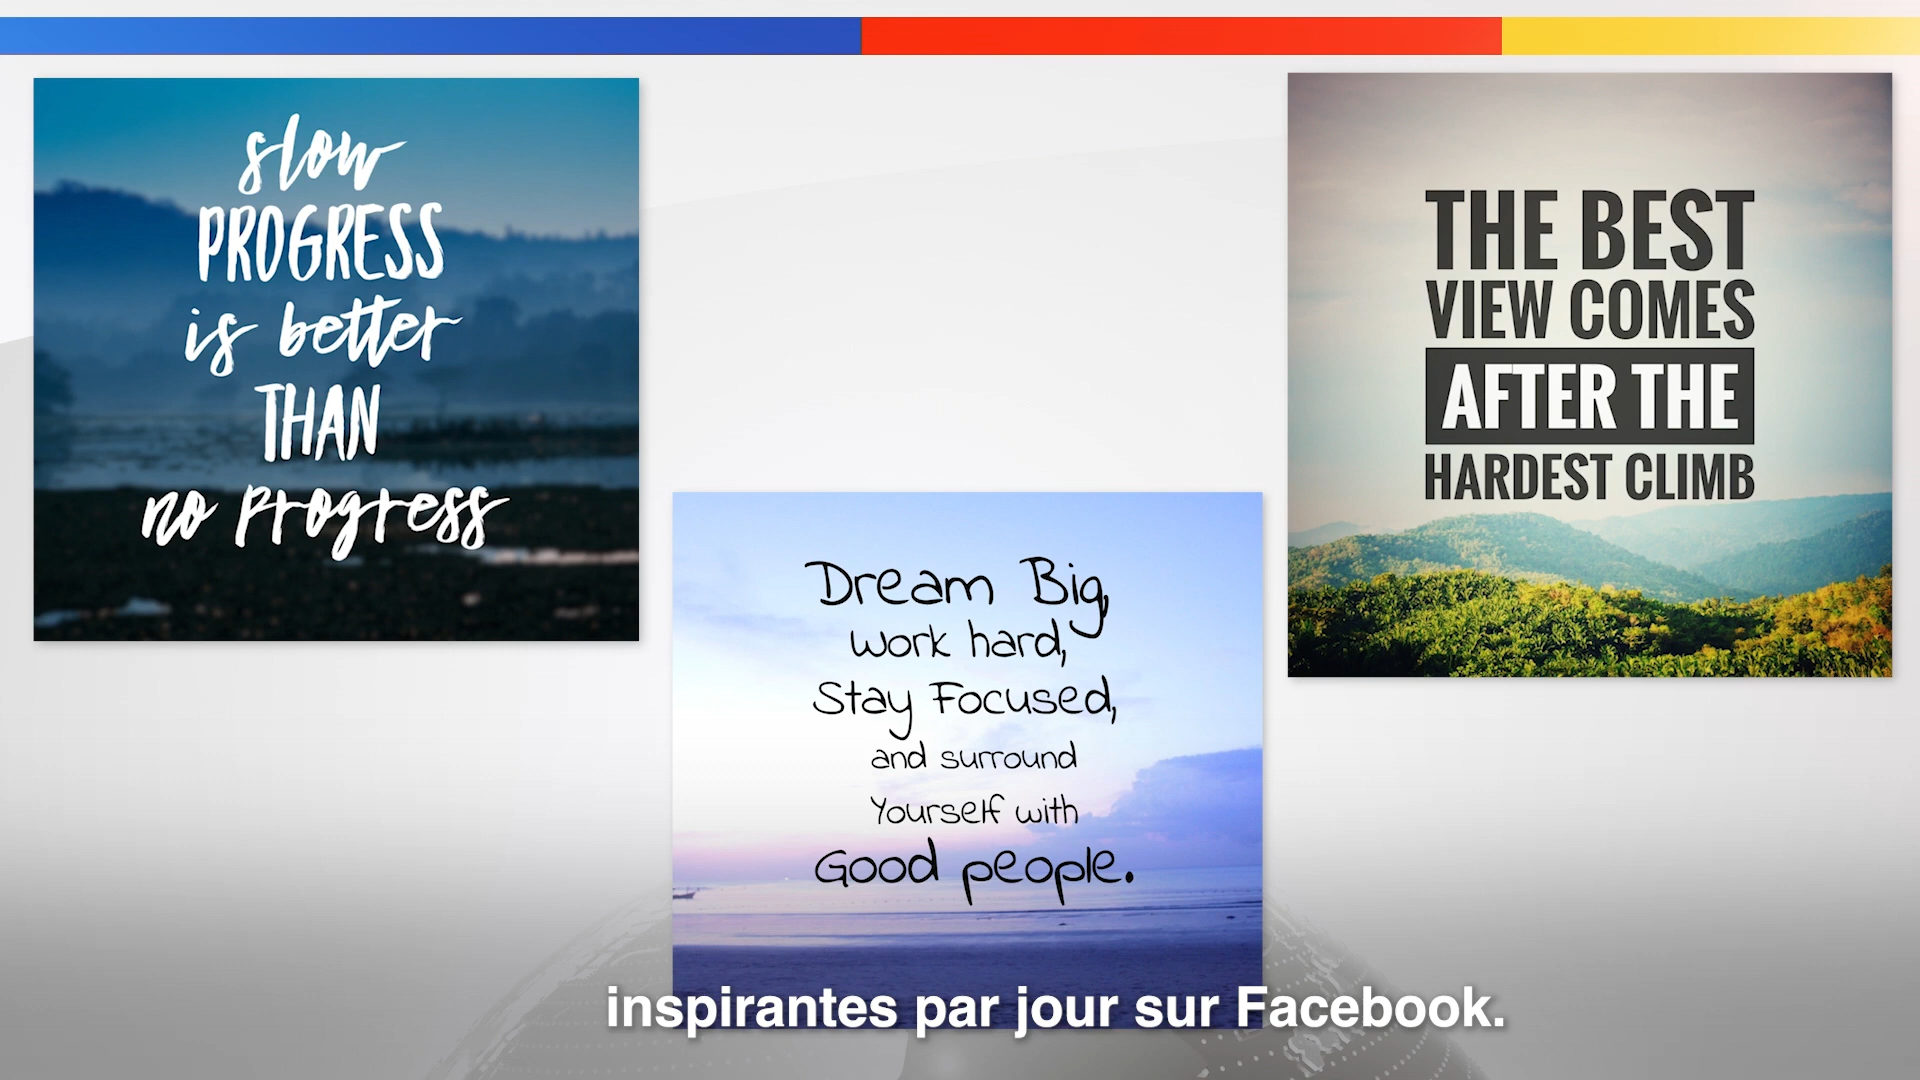 slow
PROGRESS
is better
THAN
no Progress
THE BEST
VIEW COMES
AFTER THE
HARDEST CLIMB
Dream Big,
Work hard,
Stay Focused,
and surround
Yourself with
Good people.
inspirantes par jour sur Facebook.